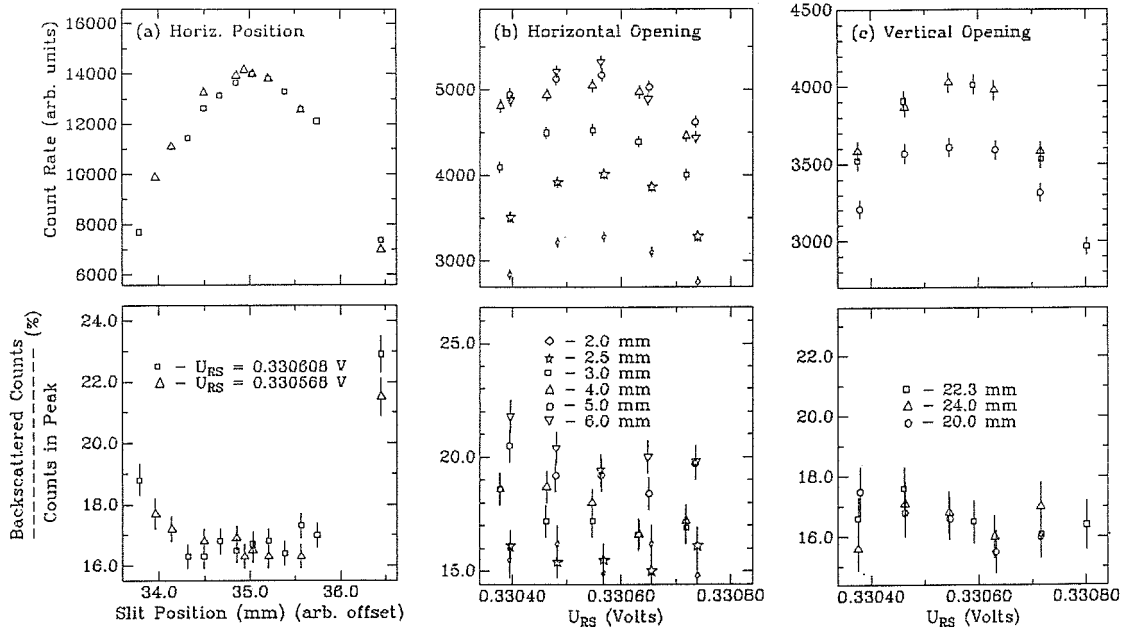 (a) Horiz. Position
(b) Horizontal Opening
(c) Vertical Opening
Count Rate (arb. units)
14000
12000
10000
8000
6000
5000
4000
3000
4500
4000
3500
3000
Backscattered Counts
Counts in Peak
(%)
24.0
22.0
20.0
18.0
16.0
□ - U_RS = 0.330608 V
△ - U_RS = 0.330568 V
34.0
35.0
36.0
Slit Position (mm) (arb. offset)
25.0
20.0
15.0
- 2.0 mm
- 2.5 mm
- 3.0 mm
- 4.0 mm
- 5.0 mm
- 6.0 mm
0.33040
0.33060
0.33080
U_RS (Volts)
22.0
20.0
18.0
16.0
- 22.3 mm
- 24.0 mm
- 20.0 mm
0.33040
0.33060
0.33080
U_RS (Volts)